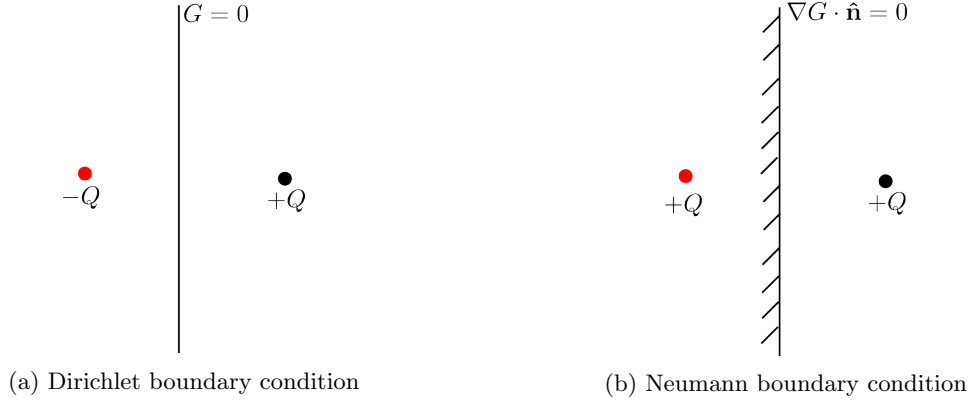 G = 0
−Q
+Q
(a) Dirichlet boundary condition
∇G · n̂ = 0
+Q
+Q
(b) Neumann boundary condition